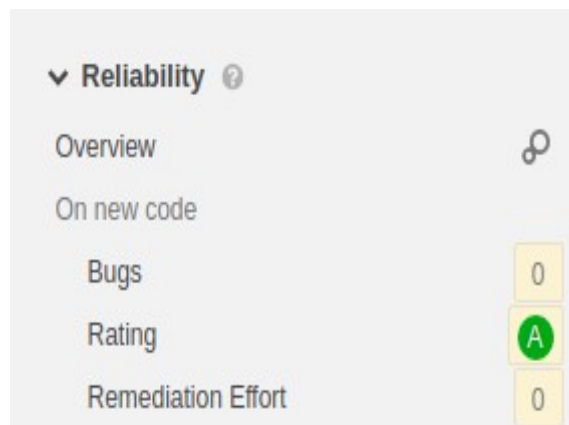 Reliability ?
Overview
On new code
Bugs 0
Rating A
Remediation Effort 0